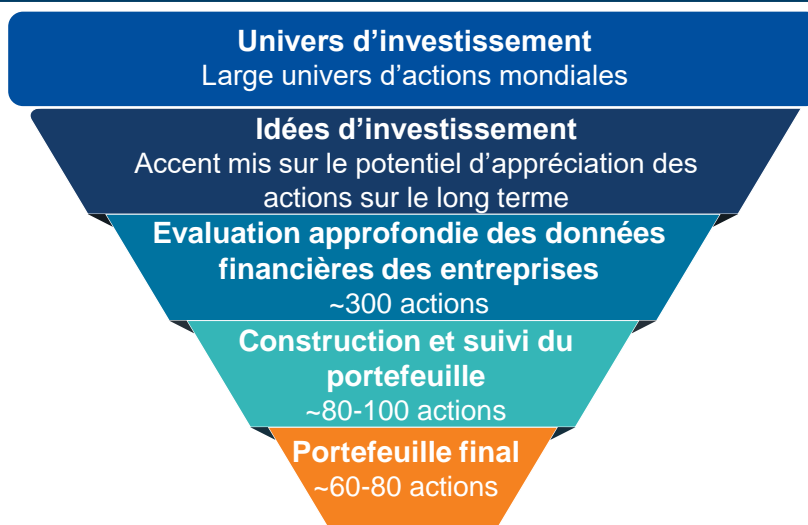 Univers d’investissement
Large univers d’actions mondiales
Idées d’investissement
Accent mis sur le potentiel d’appréciation des
actions sur le long terme
Evaluation approfondie des données
financières des entreprises
~300 actions
Construction et suivi du
portefeuille
~80-100 actions
Portefeuille final
~60-80 actions